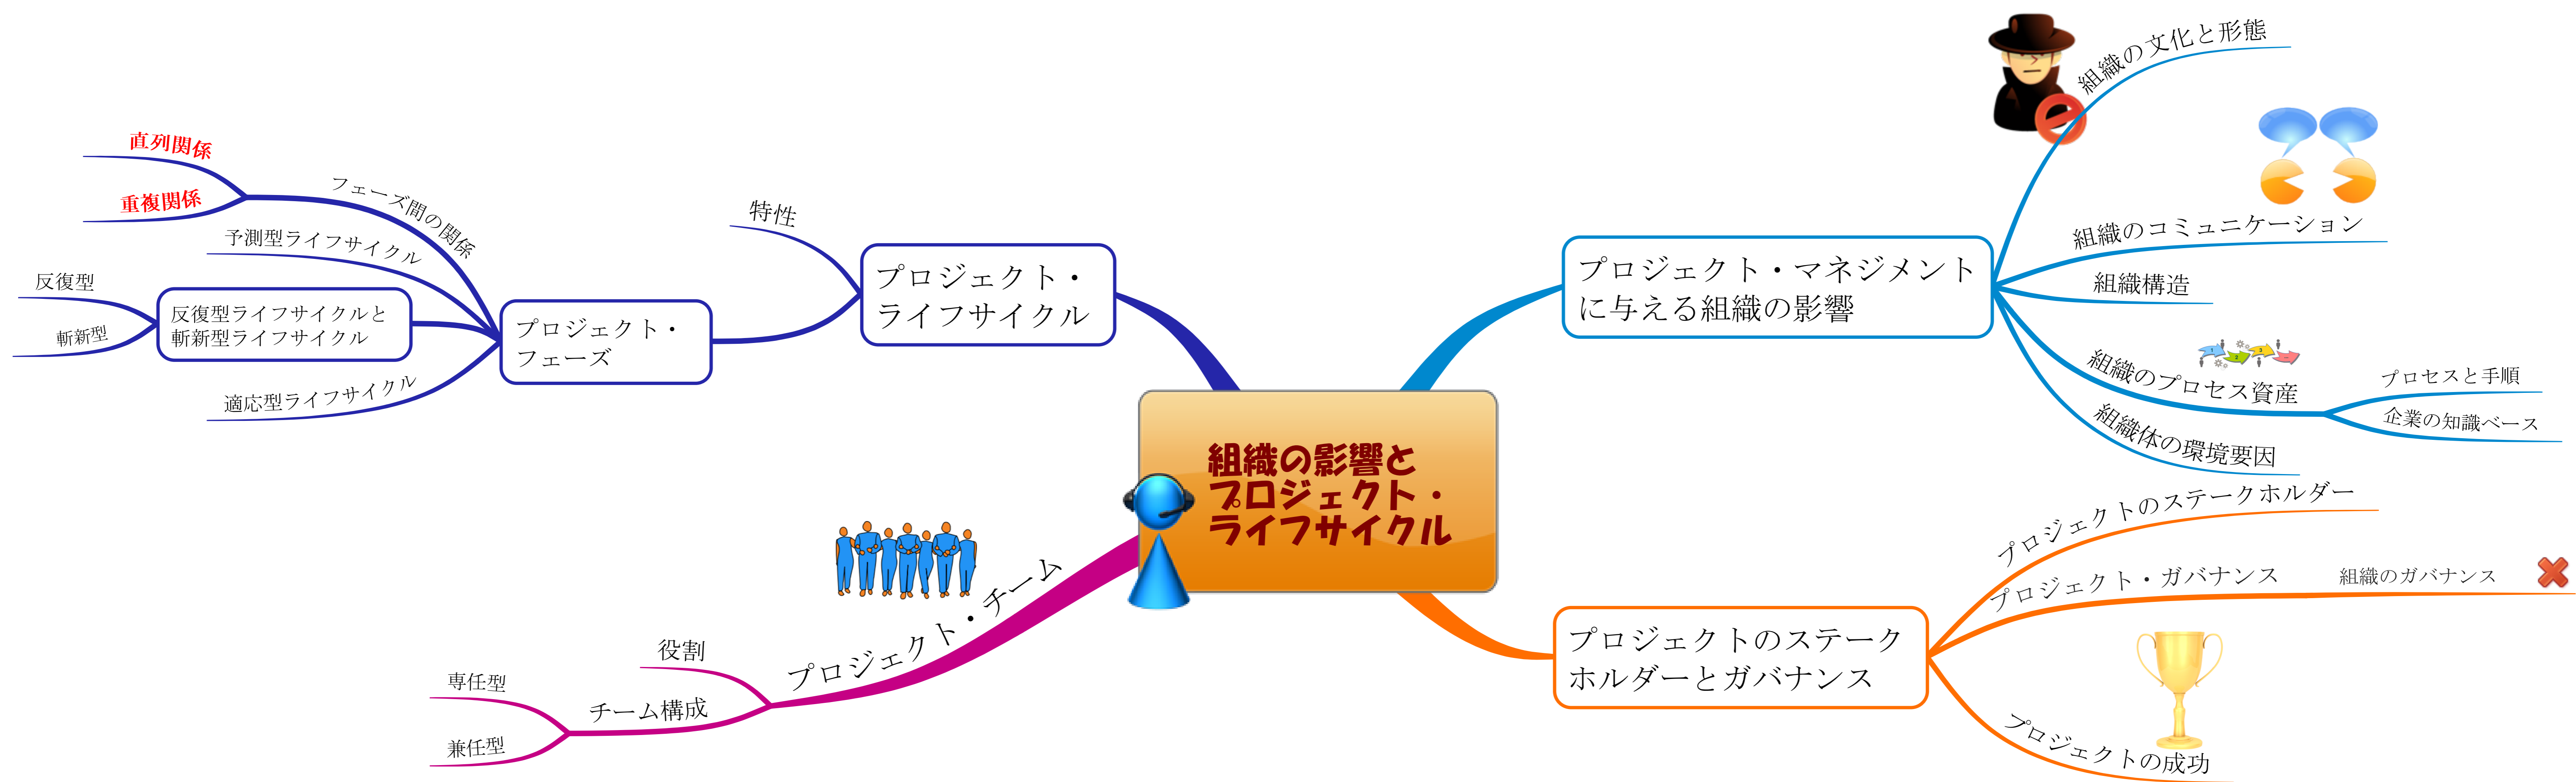 組織の影響と
プロジェクト・
ライフサイクル
プロジェクト・マネジメント
に与える組織の影響
組織の文化と形態
組織のコミュニケーション
組織構造
組織のプロセス資産
1
2
3
プロセスと手順
企業の知識ベース
組織体の環境要因
プロジェクトのステーク
ホルダーとガバナンス
プロジェクトのステークホルダー
プロジェクト・ガバナンス
組織のガバナンス
プロジェクトの成功
プロジェクト・
ライフサイクル
特性
プロジェクト・
フェーズ
フェーズ間の関係
直列関係
重複関係
予測型ライフサイクル
反復型ライフサイクルと
斬新型ライフサイクル
反復型
斬新型
適応型ライフサイクル
プロジェクト・チーム
役割
チーム構成
専任型
兼任型